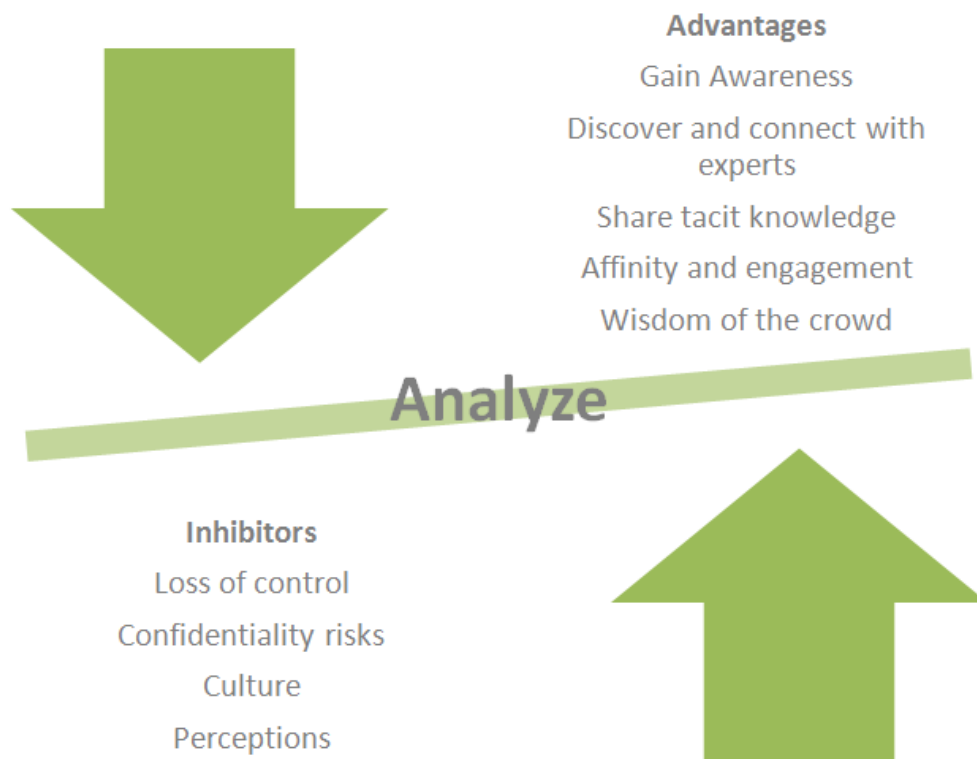 Advantages
Gain Awareness
Discover and connect with
experts
Share tacit knowledge
Affinity and engagement
Wisdom of the crowd
Analyze
Inhibitors
Loss of control
Confidentiality risks
Culture
Perceptions